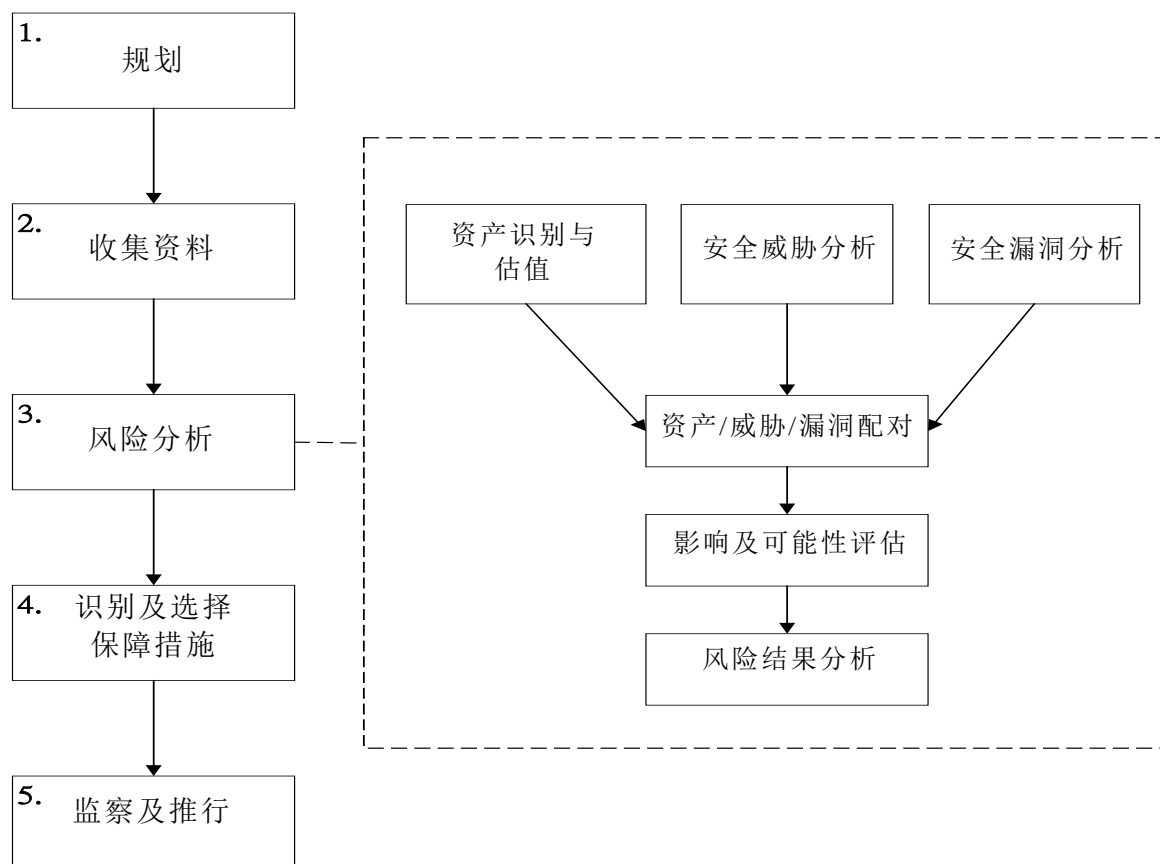 1.
规划
2.
收集资料
3.
风险分析
4.
识别及选择
保障措施
5.
监察及推行
资产识别与
估值
安全威胁分析
安全漏洞分析
资产/威胁/漏洞配对
影响及可能性评估
风险结果分析